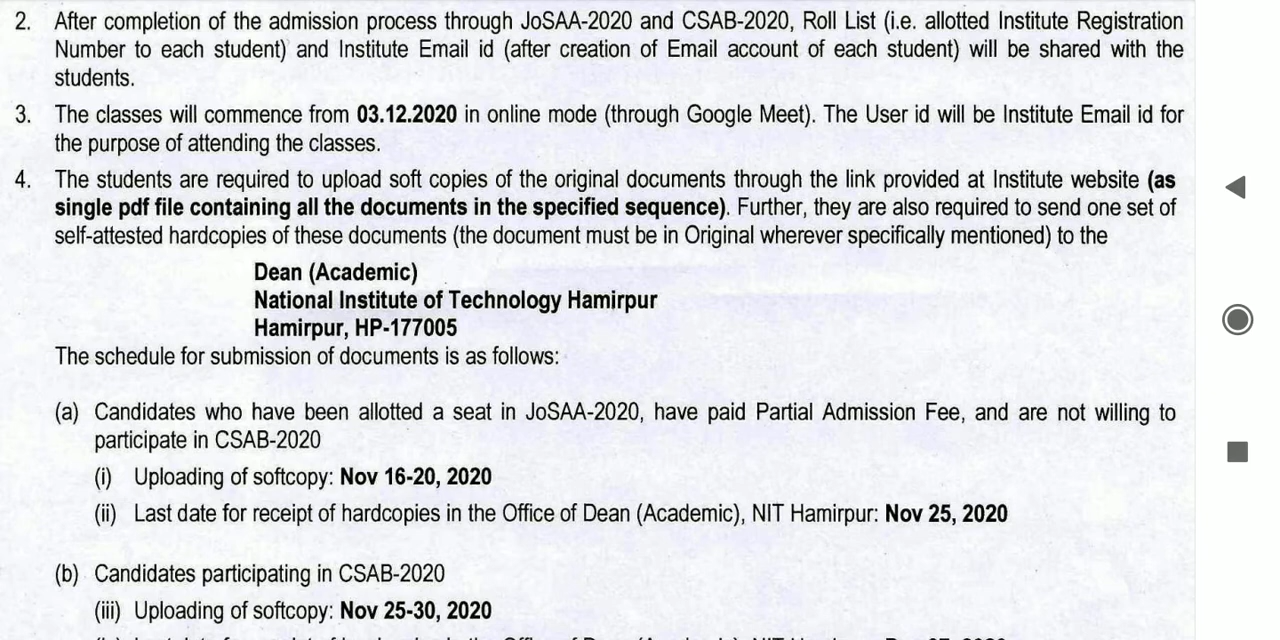 2. After completion of the admission process through JoSAA-2020 and CSAB-2020, Roll List (i.e. allotted Institute Registration
Number to each student) and Institute Email id (after creation of Email account of each student) will be shared with the
students.
3. The classes will commence from 03.12.2020 in online mode (through Google Meet). The User id will be Institute Email id for
the purpose of attending the classes.
4. The students are required to upload soft copies of the original documents through the link provided at Institute website (as
single pdf file containing all the documents in the specified sequence). Further, they are also required to send one set of
self-attested hardcopies of these documents (the document must be in Original wherever specifically mentioned) to the
Dean (Academic)
National Institute of Technology Hamirpur
Hamirpur, HP-177005
The schedule for submission of documents is as follows:
(a) Candidates who have been allotted a seat in JoSAA-2020, have paid Partial Admission Fee, and are not willing to
participate in CSAB-2020
(i) Uploading of softcopy: Nov 16-20, 2020
(ii) Last date for receipt of hardcopies in the Office of Dean (Academic), NIT Hamirpur: Nov 25, 2020
(b) Candidates participating in CSAB-2020
(iii) Uploading of softcopy: Nov 25-30, 2020